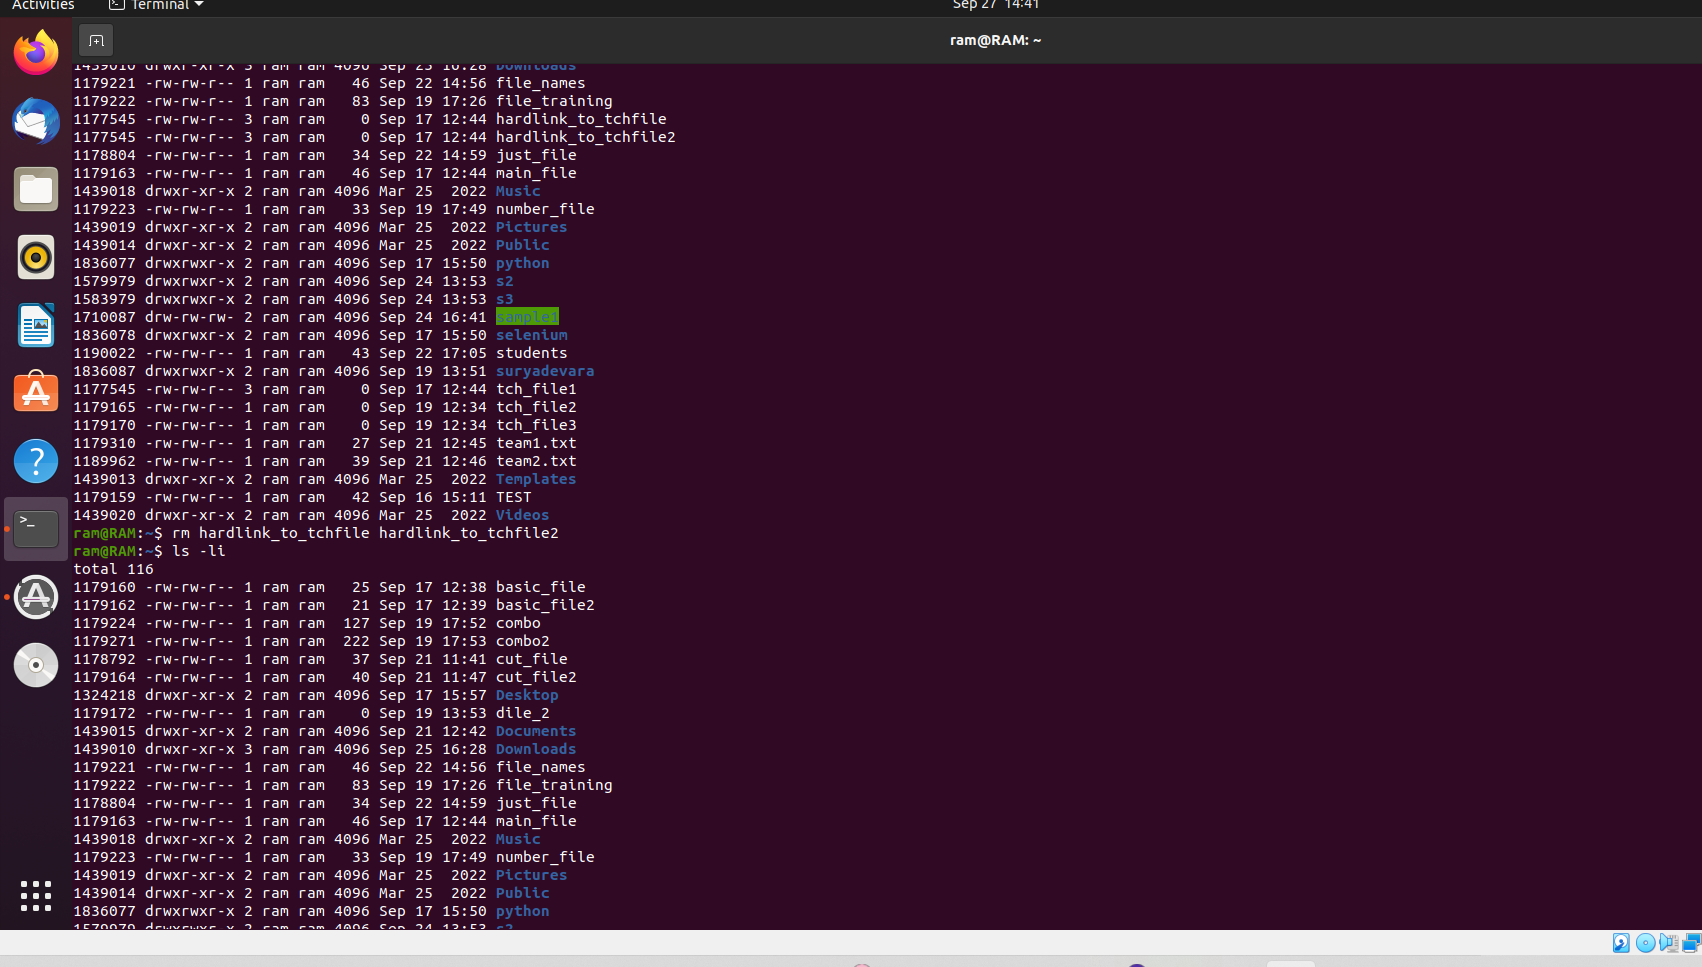 Activities Terminal Sep 27 14:41
ram@RAM: ~
1439010 drwxr-xr-x 3 ram ram 4096 Sep 25 16:28 Downloads
1179221 -rw-rw-r-- 1 ram ram   46 Sep 22 14:56 file_names
1179222 -rw-rw-r-- 1 ram ram   83 Sep 19 17:26 file_training
1177545 -rw-rw-r-- 3 ram ram    0 Sep 17 12:44 hardlink_to_tchfile
1177545 -rw-rw-r-- 3 ram ram    0 Sep 17 12:44 hardlink_to_tchfile2
1178804 -rw-rw-r-- 1 ram ram   34 Sep 22 14:59 just_file
1179163 -rw-rw-r-- 1 ram ram   46 Sep 17 12:44 main_file
1439018 drwxr-xr-x 2 ram ram 4096 Mar 25  2022 Music
1179223 -rw-rw-r-- 1 ram ram   33 Sep 19 17:49 number_file
1439019 drwxr-xr-x 2 ram ram 4096 Mar 25  2022 Pictures
1439014 drwxr-xr-x 2 ram ram 4096 Mar 25  2022 Public
1836077 drwxrwxr-x 2 ram ram 4096 Sep 17 15:50 python
1579979 drwxrwxr-x 2 ram ram 4096 Sep 24 13:53 s2
1583979 drwxrwxr-x 2 ram ram 4096 Sep 24 13:53 s3
1710087 drw-rw-rw- 2 ram ram 4096 Sep 24 16:41 sample1
1836078 drwxrwxr-x 2 ram ram 4096 Sep 17 15:50 selenium
1190022 -rw-rw-r-- 1 ram ram   43 Sep 22 17:05 students
1836087 drwxrwxr-x 2 ram ram 4096 Sep 19 13:51 suryadevara
1177545 -rw-rw-r-- 3 ram ram    0 Sep 17 12:44 tch_file1
1179165 -rw-rw-r-- 1 ram ram    0 Sep 19 12:34 tch_file2
1179170 -rw-rw-r-- 1 ram ram    0 Sep 19 12:34 tch_file3
1179310 -rw-rw-r-- 1 ram ram   27 Sep 21 12:45 team1.txt
1189962 -rw-rw-r-- 1 ram ram   39 Sep 21 12:46 team2.txt
1439013 drwxr-xr-x 2 ram ram 4096 Mar 25  2022 Templates
1179159 -rw-rw-r-- 1 ram ram   42 Sep 16 15:11 TEST
1439020 drwxr-xr-x 2 ram ram 4096 Mar 25  2022 Videos
ram@RAM:~$ rm hardlink_to_tchfile hardlink_to_tchfile2
ram@RAM:~$ ls -li
total 116
1179160 -rw-rw-r-- 1 ram ram   25 Sep 17 12:38 basic_file
1179162 -rw-rw-r-- 1 ram ram   21 Sep 17 12:39 basic_file2
1179224 -rw-rw-r-- 1 ram ram  127 Sep 19 17:52 combo
1179271 -rw-rw-r-- 1 ram ram  222 Sep 19 17:53 combo2
1178792 -rw-rw-r-- 1 ram ram   37 Sep 21 11:41 cut_file
1179164 -rw-rw-r-- 1 ram ram   40 Sep 21 11:47 cut_file2
1324218 drwxr-xr-x 2 ram ram 4096 Sep 17 15:57 Desktop
1179172 -rw-rw-r-- 1 ram ram    0 Sep 19 13:53 dile_2
1439015 drwxr-xr-x 2 ram ram 4096 Sep 21 12:42 Documents
1439010 drwxr-xr-x 3 ram ram 4096 Sep 25 16:28 Downloads
1179221 -rw-rw-r-- 1 ram ram   46 Sep 22 14:56 file_names
1179222 -rw-rw-r-- 1 ram ram   83 Sep 19 17:26 file_training
1178804 -rw-rw-r-- 1 ram ram   34 Sep 22 14:59 just_file
1179163 -rw-rw-r-- 1 ram ram   46 Sep 17 12:44 main_file
1439018 drwxr-xr-x 2 ram ram 4096 Mar 25  2022 Music
1179223 -rw-rw-r-- 1 ram ram   33 Sep 19 17:49 number_file
1439019 drwxr-xr-x 2 ram ram 4096 Mar 25  2022 Pictures
1439014 drwxr-xr-x 2 ram ram 4096 Mar 25  2022 Public
1836077 drwxrwxr-x 2 ram ram 4096 Sep 17 15:50 python
1579979 drwxrwxr-x 2 ram ram 4096 Sep 24 13:53 s2